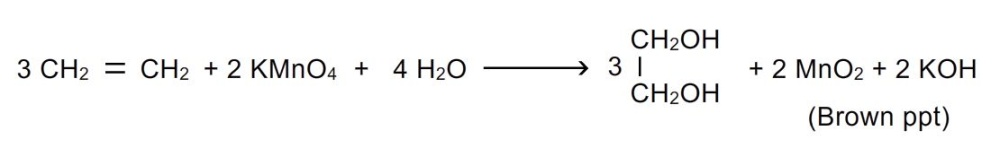 3 CH₂ = CH₂ + 2 KMnO₄ + 4 H₂O ⟶ 3 CH₂OH
|
CH₂OH
+ 2 MnO₂ + 2 KOH
(Brown ppt)